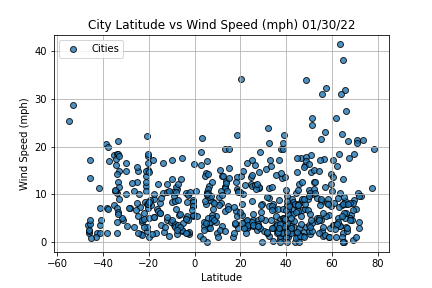 City Latitude vs Wind Speed (mph) 01/30/22
Cities
Wind Speed (mph)
40
30
20
10
0
−60 −40 −20 0 20 40 60 80
Latitude